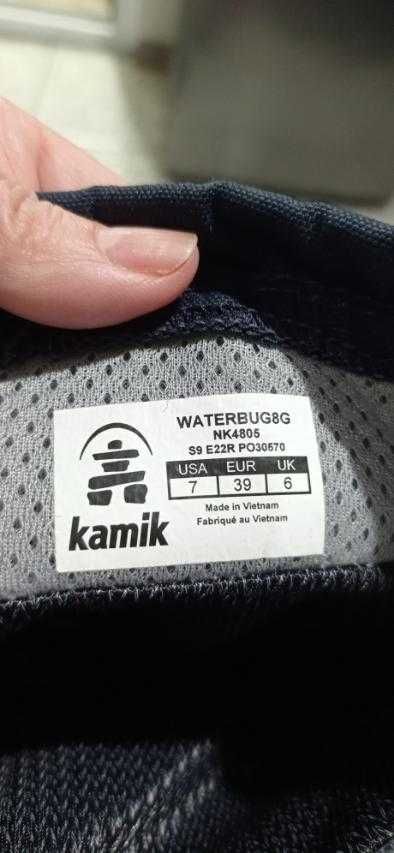 WATERBUG8G
NK4805
S9 E22R PO30570
USA EUR UK
7 39 6
Made in Vietnam
Fabriqué au Vietnam
kamik